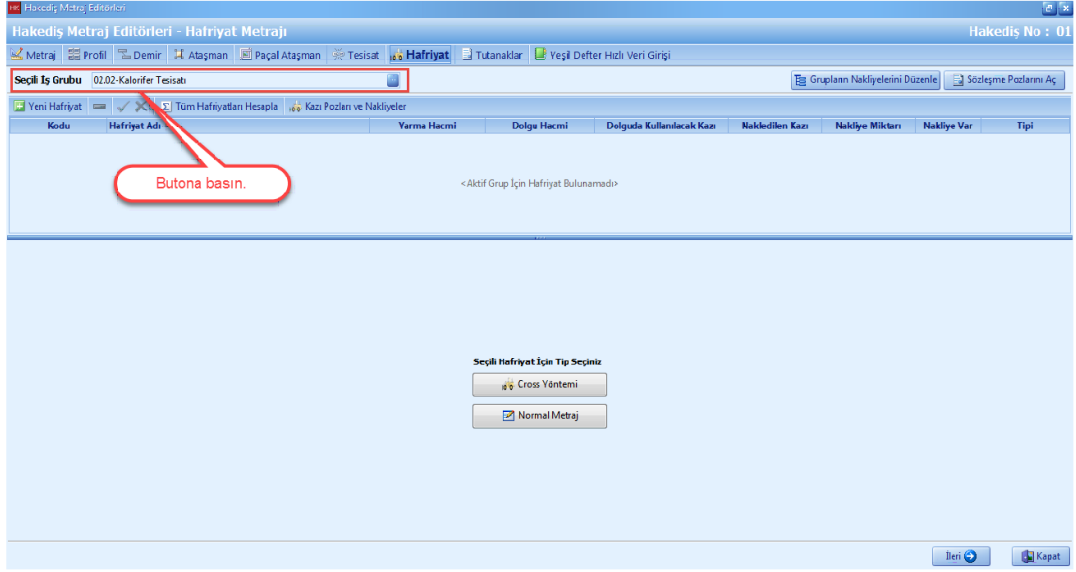 Hakediş Metraj Editörleri
Hakediş Metraj Editörleri - Hafriyat Metrajı Hakediş No : 01
Metraj Profil Demir Ataşman Paçal Ataşman Tesisat Hafriyat Tutanaklar Yeşil Defter Hızlı Veri Girişi
Seçili İş Grubu 02.02-Kalorifer Tesisatı Grupların Nakliyelerini Düzenle Sözleşme Pozlarını Aç
Yeni Hafriyat Tüm Hafriyatları Hesapla Kazı Pozları ve Nakliyeler
Kodu Hafriyat Adı Yarma Hacmi Dolgu Hacmi Dolguda Kullanılacak Kazı Nakledilen Kazı Nakliye Miktarı Nakliye Var Tipi
Butona basın.
<Aktif Grup İçin Hafriyat Bulunamadı>
Seçili Hafriyat İçin Tip Seçiniz
Cross Yöntemi
Normal Metraj
İleri Kapat